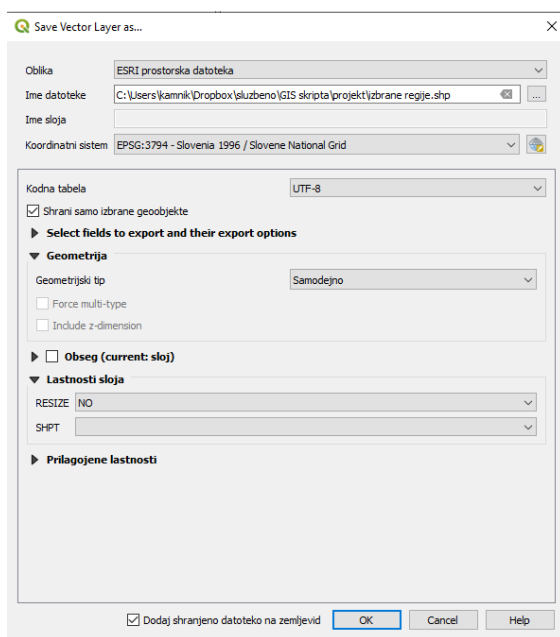 Save Vector Layer as...
Oblika ESRI prostorska datoteka
Ime datoteke C:\Users\kamnik\Dropbox\sluzbeno\GIS skripta\projekt\izbrane regije.shp ...
Ime sloja
Koordinatni sistem EPSG:3794 - Slovenia 1996 / Slovene National Grid
Kodna tabela UTF-8
Shrani samo izbrane geoobjekte
Select fields to export and their export options
Geometrija
Geometrijski tip Samodejno
Force multi-type
Include z-dimension
Obseg (current: sloj)
Lastnosti sloja
RESIZE NO
SHPT
Prilagojene lastnosti
Dodaj shranjeno datoteko na zemljevid OK Cancel Help